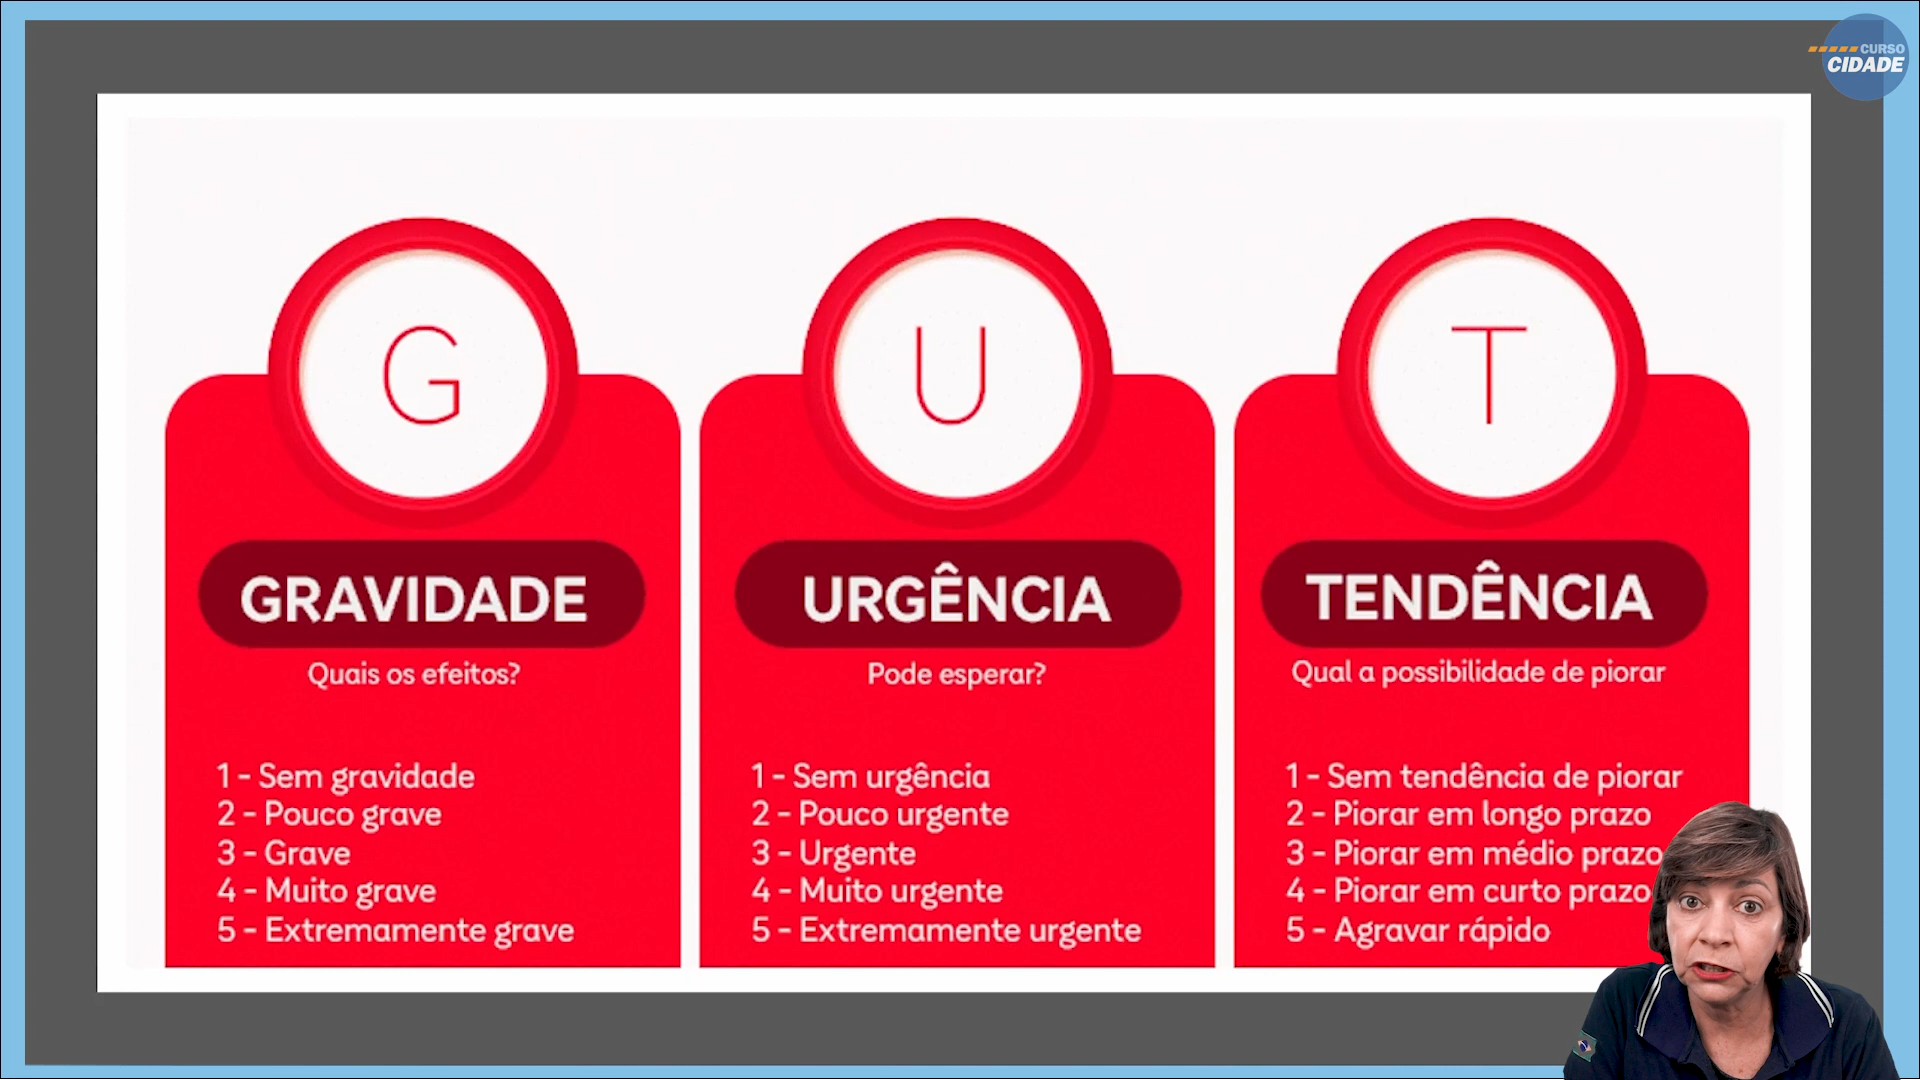 CURSO
CIDADE
G
GRAVIDADE
Quais os efeitos?
1 - Sem gravidade
2 - Pouco grave
3 - Grave
4 - Muito grave
5 - Extremamente grave
U
URGÊNCIA
Pode esperar?
1 - Sem urgência
2 - Pouco urgente
3 - Urgente
4 - Muito urgente
5 - Extremamente urgente
T
TENDÊNCIA
Qual a possibilidade de piorar
1 - Sem tendência de piorar
2 - Piorar em longo prazo
3 - Piorar em médio prazo
4 - Piorar em curto prazo
5 - Agravar rápido